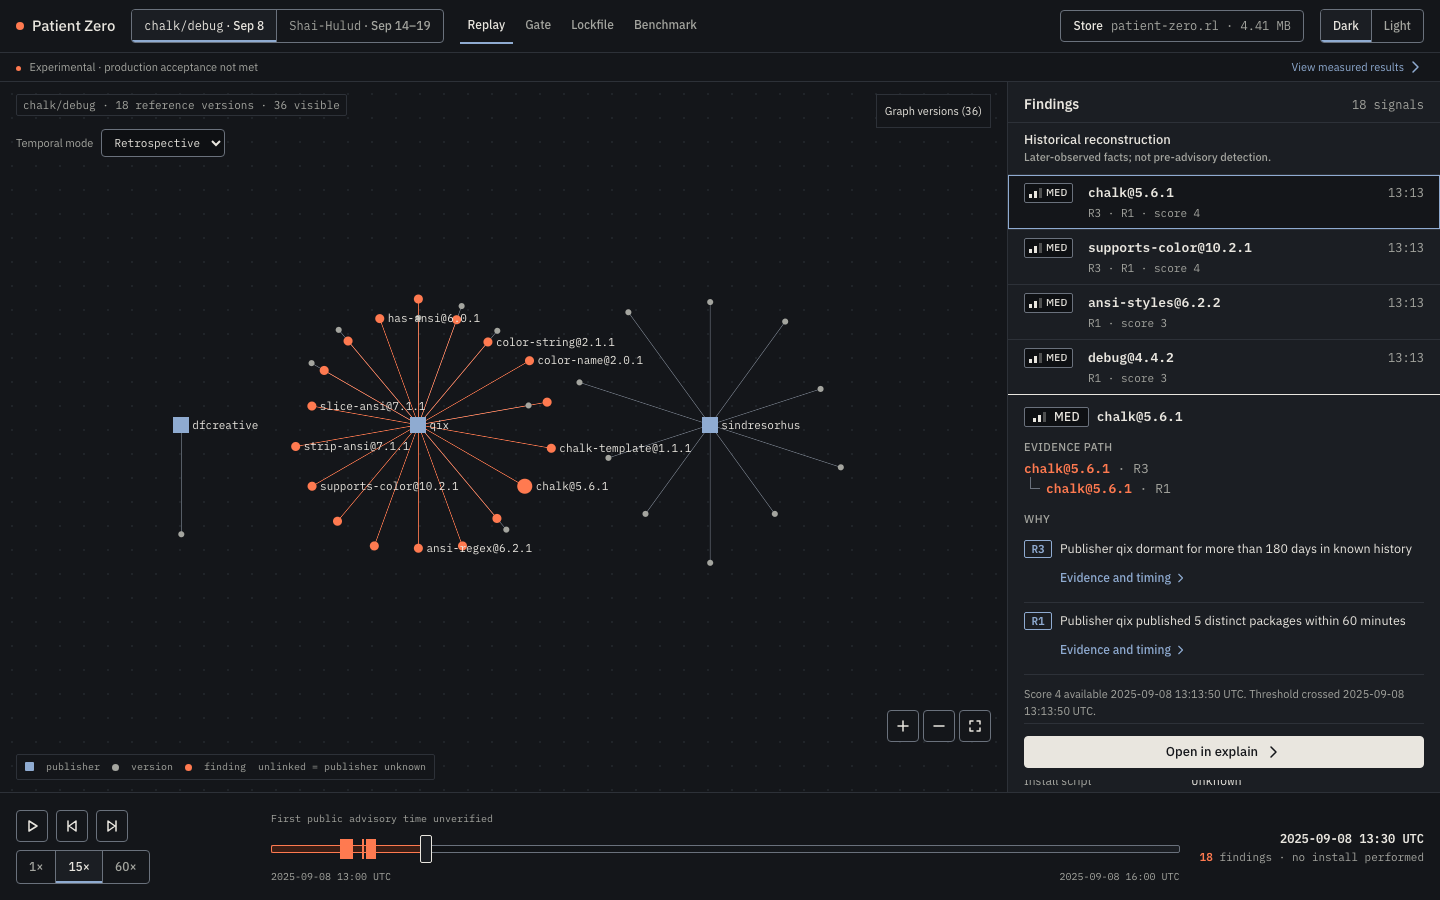 Patient Zero
chalk/debug · Sep 8
Shai-Hulud · Sep 14–19
Replay
Gate
Lockfile
Benchmark
Store patient-zero.rl · 4.41 MB
Dark
Light
Experimental · production acceptance not met
View measured results
chalk/debug · 18 reference versions · 36 visible
Graph versions (36)
Temporal mode
Retrospective
has-ansi@6.0.1
color-string@2.1.1
color-name@2.0.1
slice-ansi@7.1.1
dfcreative
qix
sindresorhus
strip-ansi@7.1.1
chalk-template@1.1.1
supports-color@10.2.1
chalk@5.6.1
ansi-regex@6.2.1
publisher
version
finding
unlinked = publisher unknown
Findings
18 signals
Historical reconstruction
Later-observed facts; not pre-advisory detection.
MED chalk@5.6.1 13:13
R3 · R1 · score 4
MED supports-color@10.2.1 13:13
R3 · R1 · score 4
MED ansi-styles@6.2.2 13:13
R1 · score 3
MED debug@4.4.2 13:13
R1 · score 3
MED chalk@5.6.1
EVIDENCE PATH
chalk@5.6.1 · R3
chalk@5.6.1 · R1
WHY
R3 Publisher qix dormant for more than 180 days in known history
Evidence and timing
R1 Publisher qix published 5 distinct packages within 60 minutes
Evidence and timing
Score 4 available 2025-09-08 13:13:50 UTC. Threshold crossed 2025-09-08
13:13:50 UTC.
Open in explain
Install script unknown
1×
15×
60×
First public advisory time unverified
2025-09-08 13:00 UTC
2025-09-08 16:00 UTC
2025-09-08 13:30 UTC
18 findings · no install performed